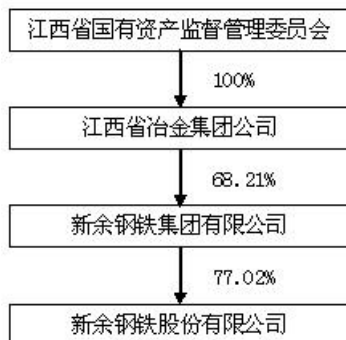 江西省国有资产监督管理委员会
100%
江西省冶金集团公司
68.21%
新余钢铁集团有限公司
77.02%
新余钢铁股份有限公司